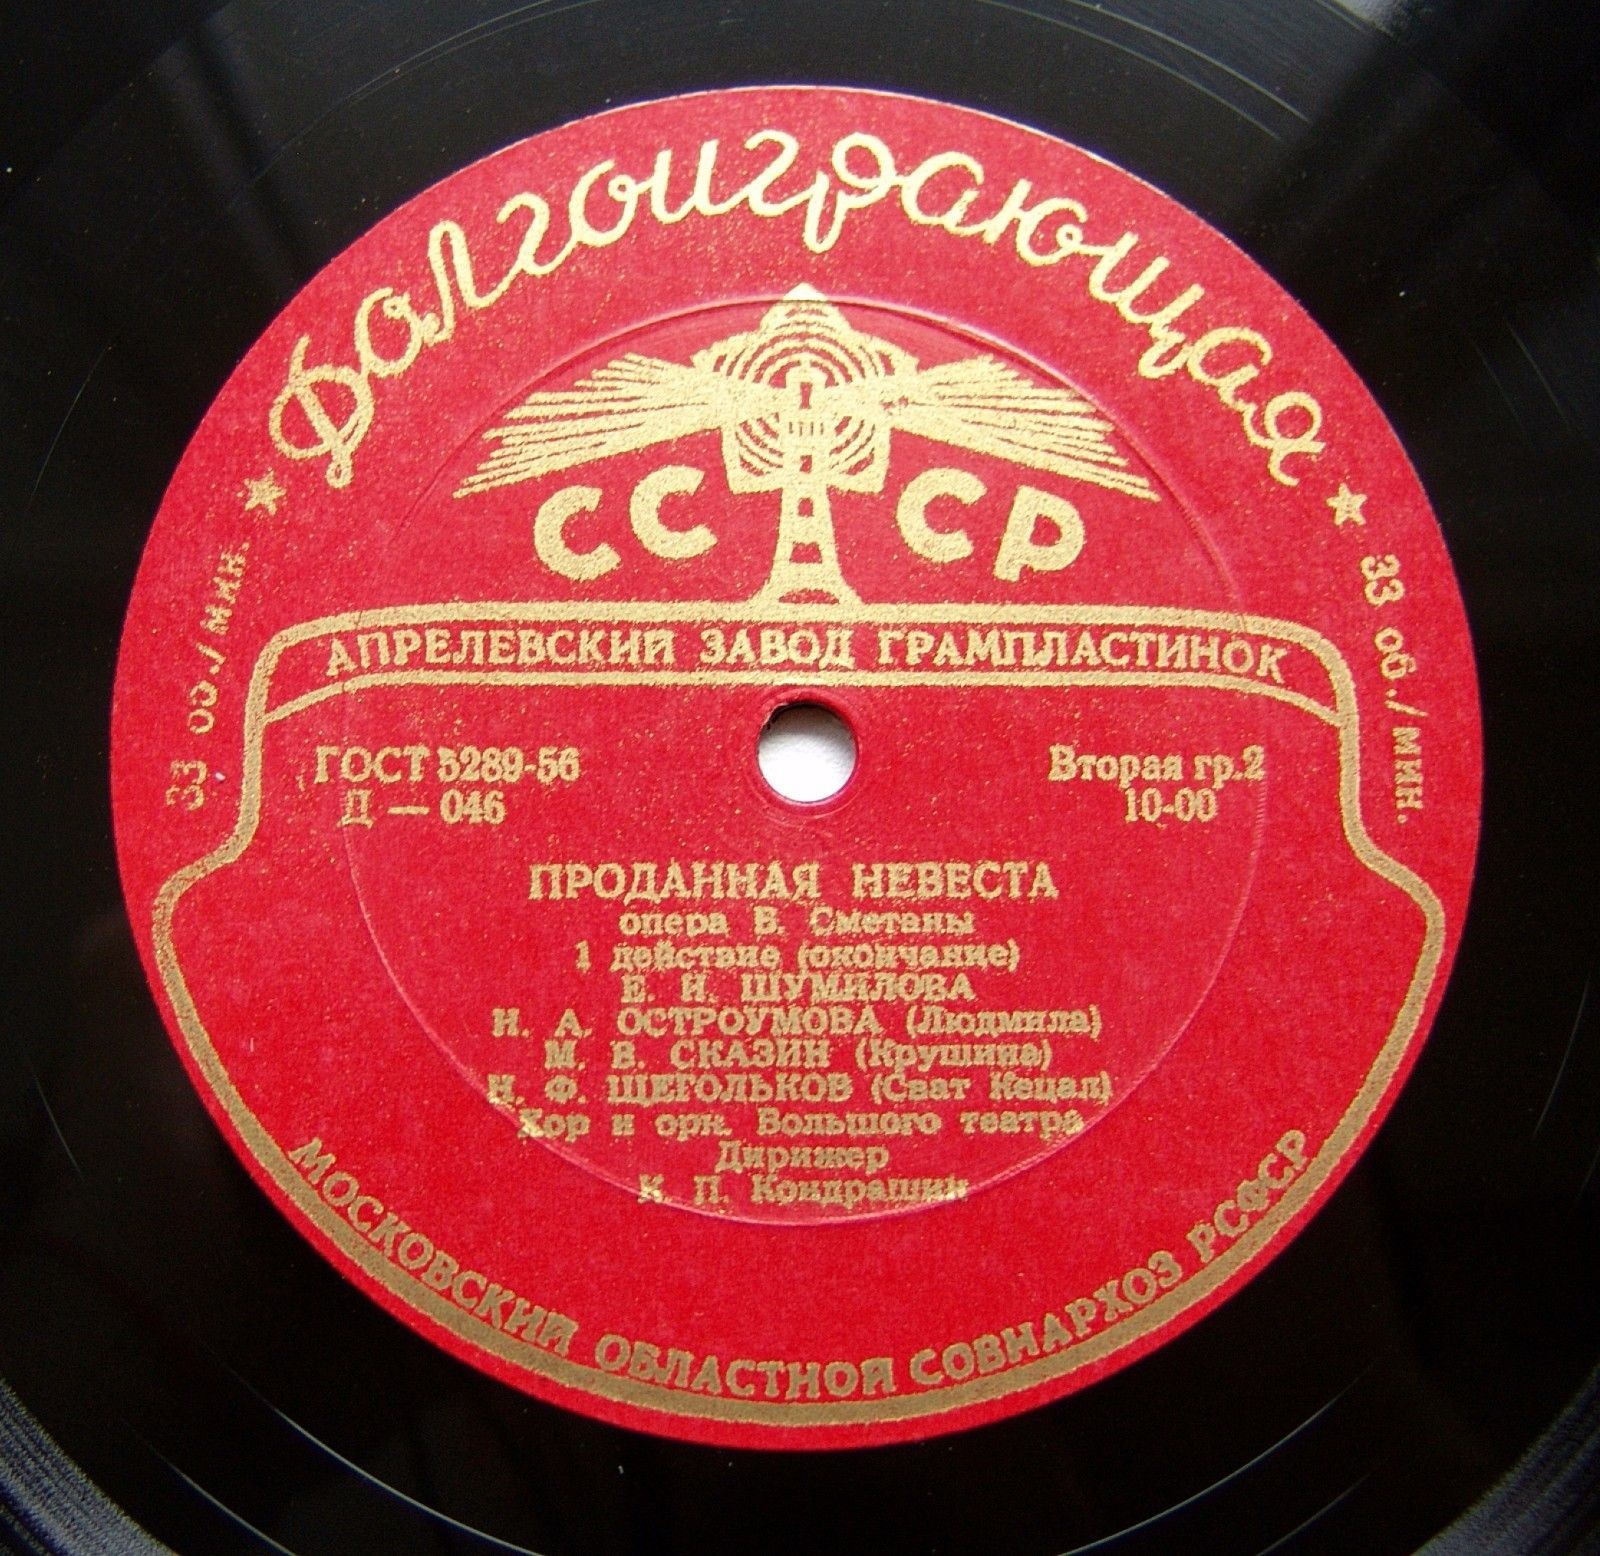 Долгоиграющая
33 об./мин.
33 об./мин.
СССР
АПРЕЛЕВСКИЙ ЗАВОД ГРАМПЛАСТИНОК
ГОСТ 5289-56
Д — 046
Вторая гр.2
10-00
ПРОДАННАЯ НЕВЕСТА
опера Б. Сметаны
1 действие (окончание)
Е. И. ШУМИЛОВА
Н. А. ОСТРОУМОВА (Людмила)
М. В. СКАЗИН (Крушина)
Н. Ф. ЩЕГОЛЬКОВ (Сват Кецал)
Хор и орк. Большого театра
Дирижер
К. П. Кондрашин
МОСКОВСКИЙ ОБЛАСТНОЙ СОВНАРХОЗ РСФСР